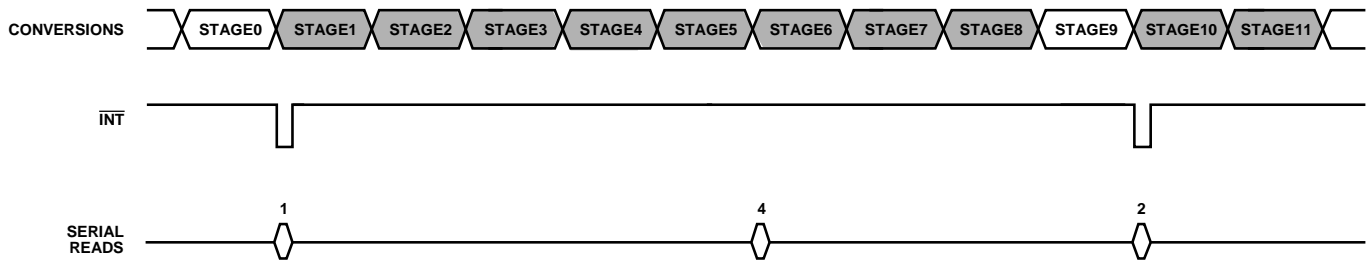 CONVERSIONS STAGE0 STAGE1 STAGE2 STAGE3 STAGE4 STAGE5 STAGE6 STAGE7 STAGE8 STAGE9 STAGE10 STAGE11
INT
1 4 2
SERIAL
READS